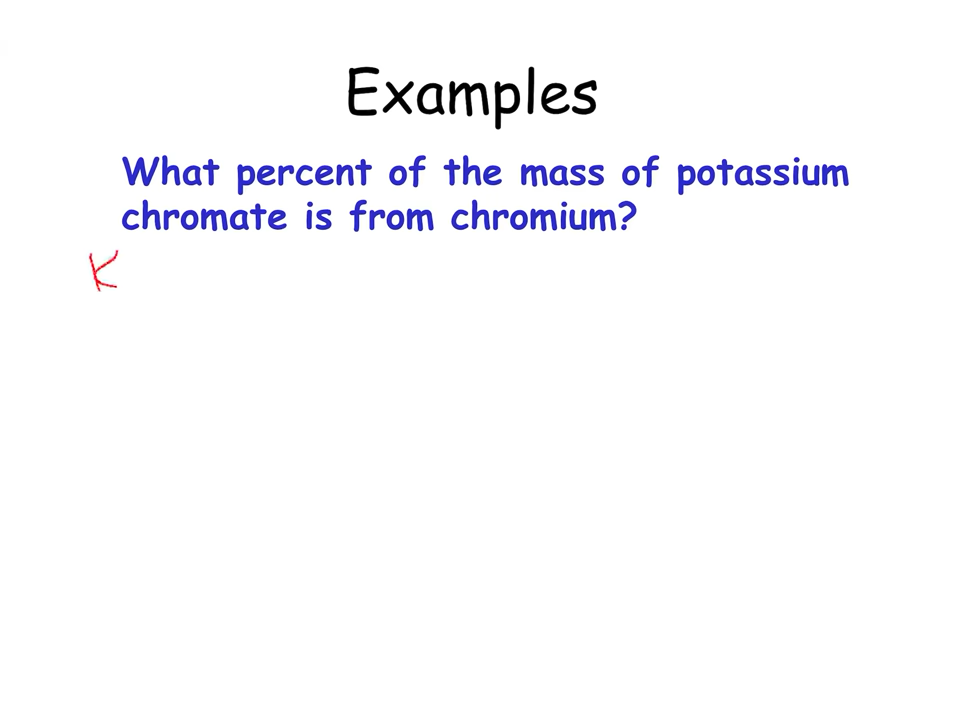 Examples
What percent of the mass of potassium
chromate is from chromium?
K